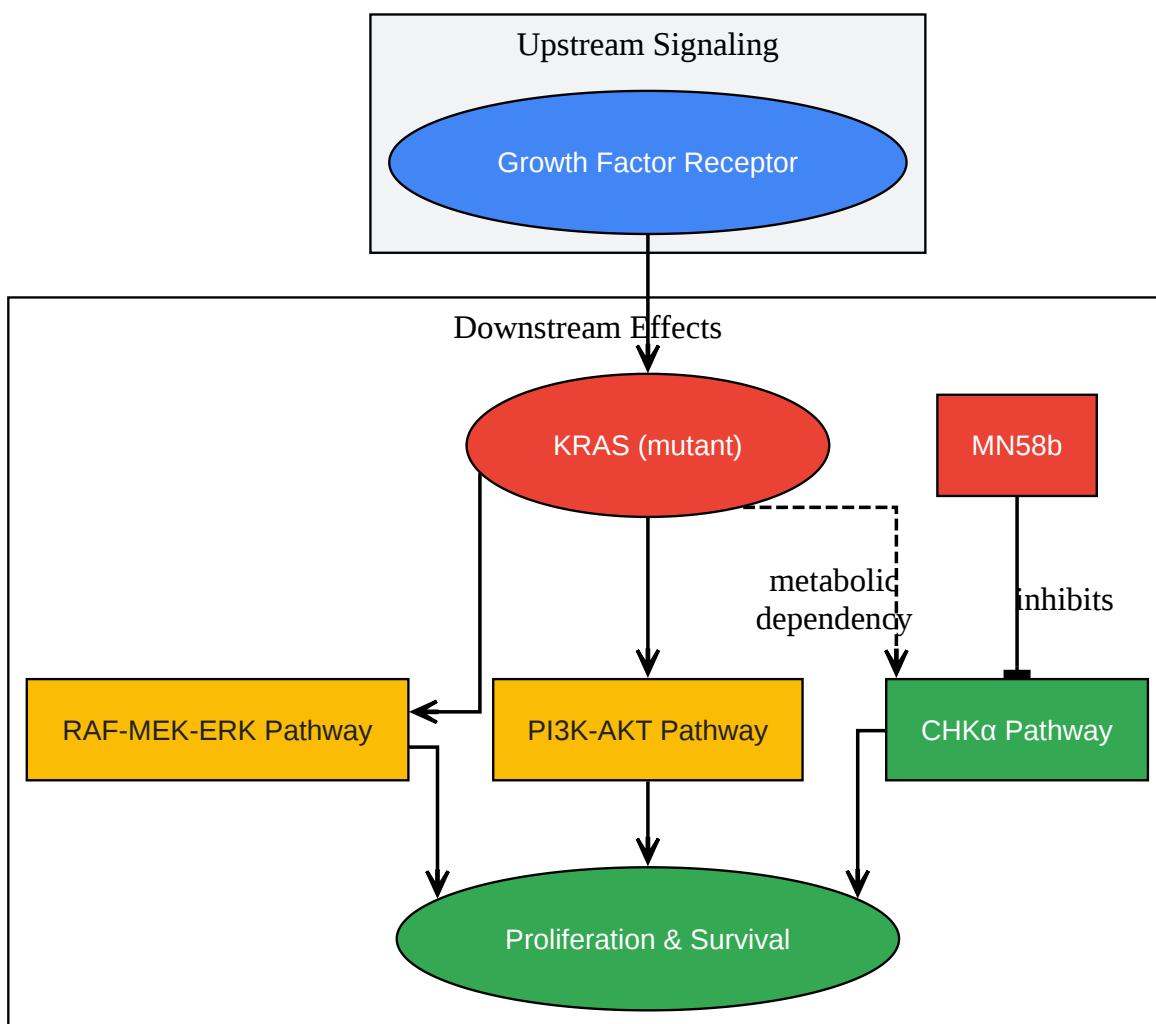 Upstream Signaling
Growth Factor Receptor
Downstream Effects
KRAS (mutant)
MN58b
metabolic
dependency
inhibits
RAF-MEK-ERK Pathway
PI3K-AKT Pathway
CHKα Pathway
Proliferation & Survival